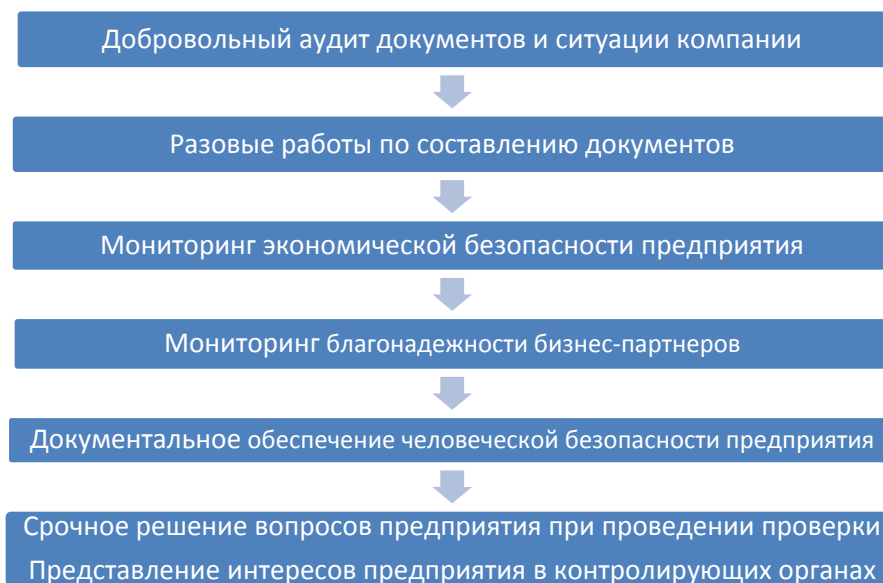 Добровольный аудит документов и ситуации компании
Разовые работы по составлению документов
Мониторинг экономической безопасности предприятия
Мониторинг благонадежности бизнес-партнеров
Документальное обеспечение человеческой безопасности предприятия
Срочное решение вопросов предприятия при проведении проверки
Представление интересов предприятия в контролирующих органах